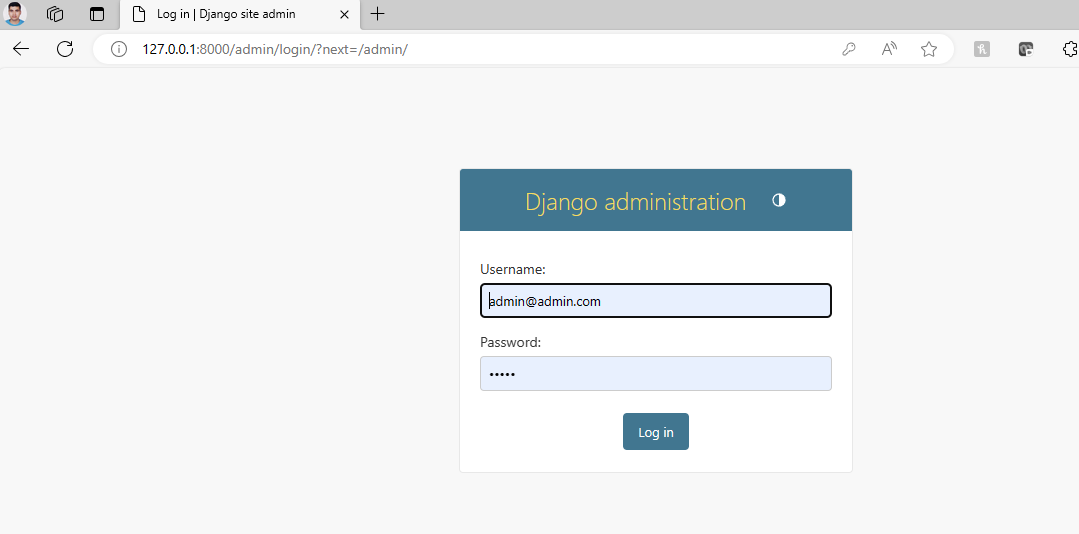 Log in | Django site admin
127.0.0.1:8000/admin/login/?next=/admin/
Django administration
Username:
admin@admin.com
Password:
•••••
Log in